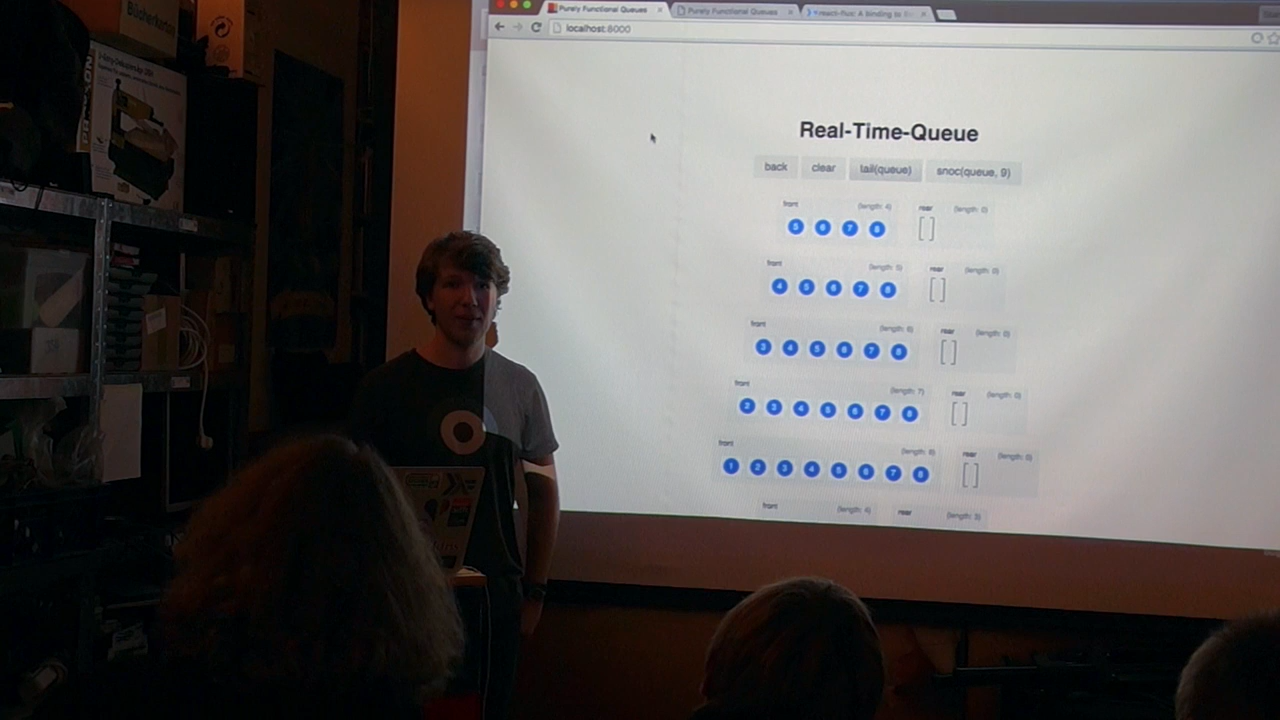 Bücherkarton
Purely Functional Queues
Purely Functional Queues
localhost:8000
Real-Time-Queue
back
clear
tail(queue)
snoc(queue, 9)
front
(length: 4)
rear
(length: 0)
5 6 7 8
[ ]
front
(length: 5)
rear
(length: 0)
4 5 6 7 8
[ ]
front
(length: 6)
rear
(length: 0)
3 4 5 6 7 8
[ ]
front
(length: 7)
rear
(length: 0)
2 3 4 5 6 7 8
[ ]
front
(length: 8)
rear
(length: 0)
1 2 3 4 5 6 7 8
[ ]
front
(length: 4)
rear
(length: 3)